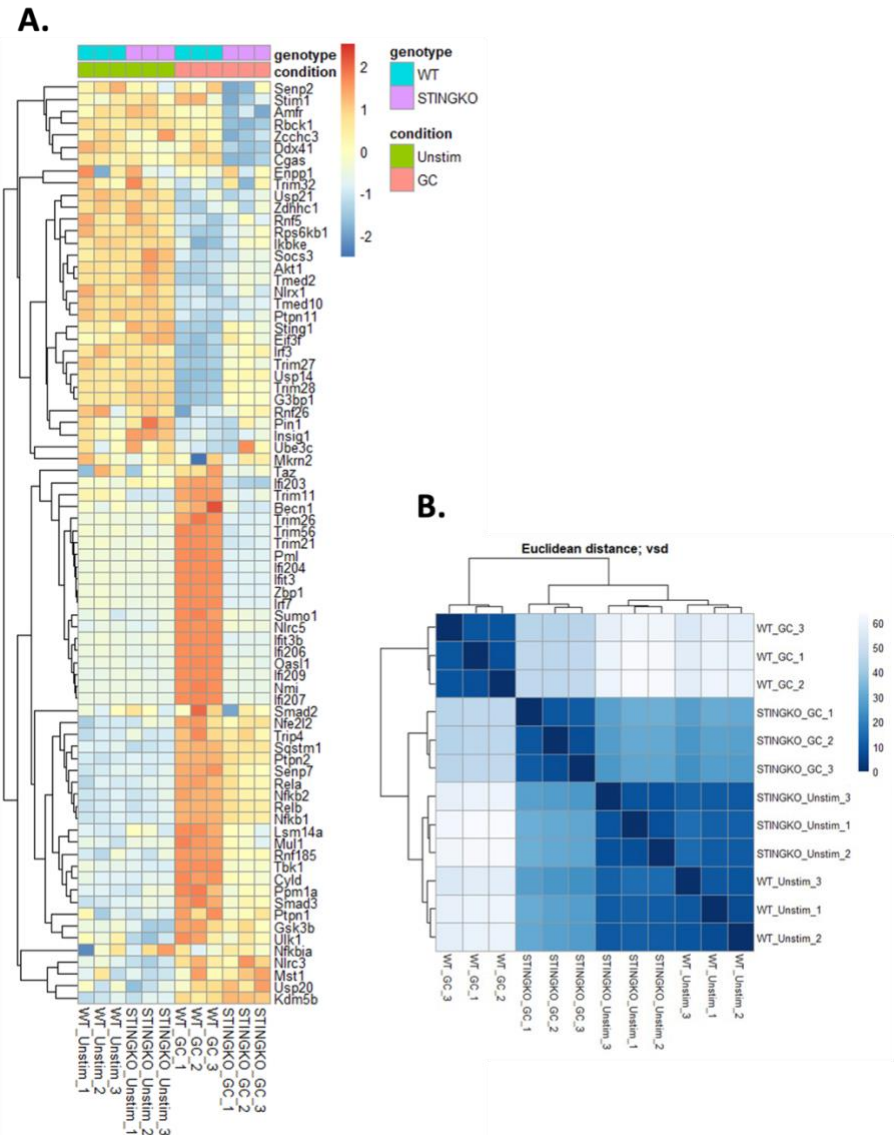 A.
genotype
condition
2
1
0
-1
-2
genotype
WT
STINGKO
condition
Unstim
GC
Senp2
Stim1
Amfr
Rbck1
Zcchc3
Ddx41
Cgas
Enpp1
Trim32
Usp21
Zdhhc1
Rnf5
Rps6kb1
Ikbke
Socs3
Akt1
Tmed2
Nlrx1
Tmed10
Ptpn11
Sting1
Eif3f
Irf3
Trim27
Usp14
Trim28
G3bp1
Rnf26
Pin1
Insig1
Ube3c
Mkrn2
Taz
Ifi203
Trim11
Becn1
Trim26
Trim56
Trim21
Pml
Ifi204
Ifit3
Zbp1
Irf7
Sumo1
Nlrc5
Ifit3b
Ifi206
Oasl1
Ifi209
Nmi
Ifi207
Smad2
Nfe2l2
Trip4
Sqstm1
Ptpn2
Senp7
Rela
Nfkb2
Relb
Nfkb1
Lsm14a
Mul1
Rnf185
Tbk1
Cyld
Ppm1a
Smad3
Ptpn1
Gsk3b
Ulk1
Nfkbia
Nlrc3
Mst1
Usp20
Kdm5b
WT_Unstim_1
WT_Unstim_2
WT_Unstim_3
STINGKO_Unstim_1
STINGKO_Unstim_2
STINGKO_Unstim_3
WT_GC_1
WT_GC_2
WT_GC_3
STINGKO_GC_1
STINGKO_GC_2
STINGKO_GC_3
B.
Euclidean distance; vsd
WT_GC_3
WT_GC_1
WT_GC_2
STINGKO_GC_1
STINGKO_GC_2
STINGKO_GC_3
STINGKO_Unstim_3
STINGKO_Unstim_1
STINGKO_Unstim_2
WT_Unstim_3
WT_Unstim_1
WT_Unstim_2
60
50
40
30
20
10
0
WT_GC_3
WT_GC_1
WT_GC_2
STINGKO_GC_1
STINGKO_GC_2
STINGKO_GC_3
STINGKO_Unstim_3
STINGKO_Unstim_1
STINGKO_Unstim_2
WT_Unstim_3
WT_Unstim_1
WT_Unstim_2